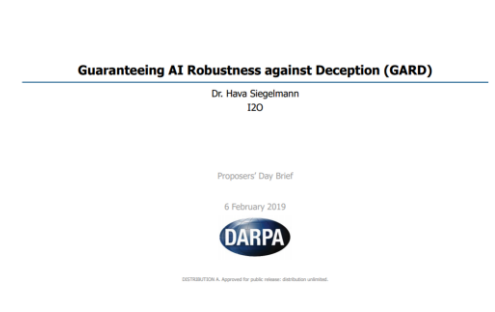 Guaranteeing AI Robustness against Deception (GARD)
Dr. Hava Siegelmann
I2O
Proposers' Day Brief
6 February 2019
DARPA
DISTRIBUTION A. Approved for public release: distribution unlimited.